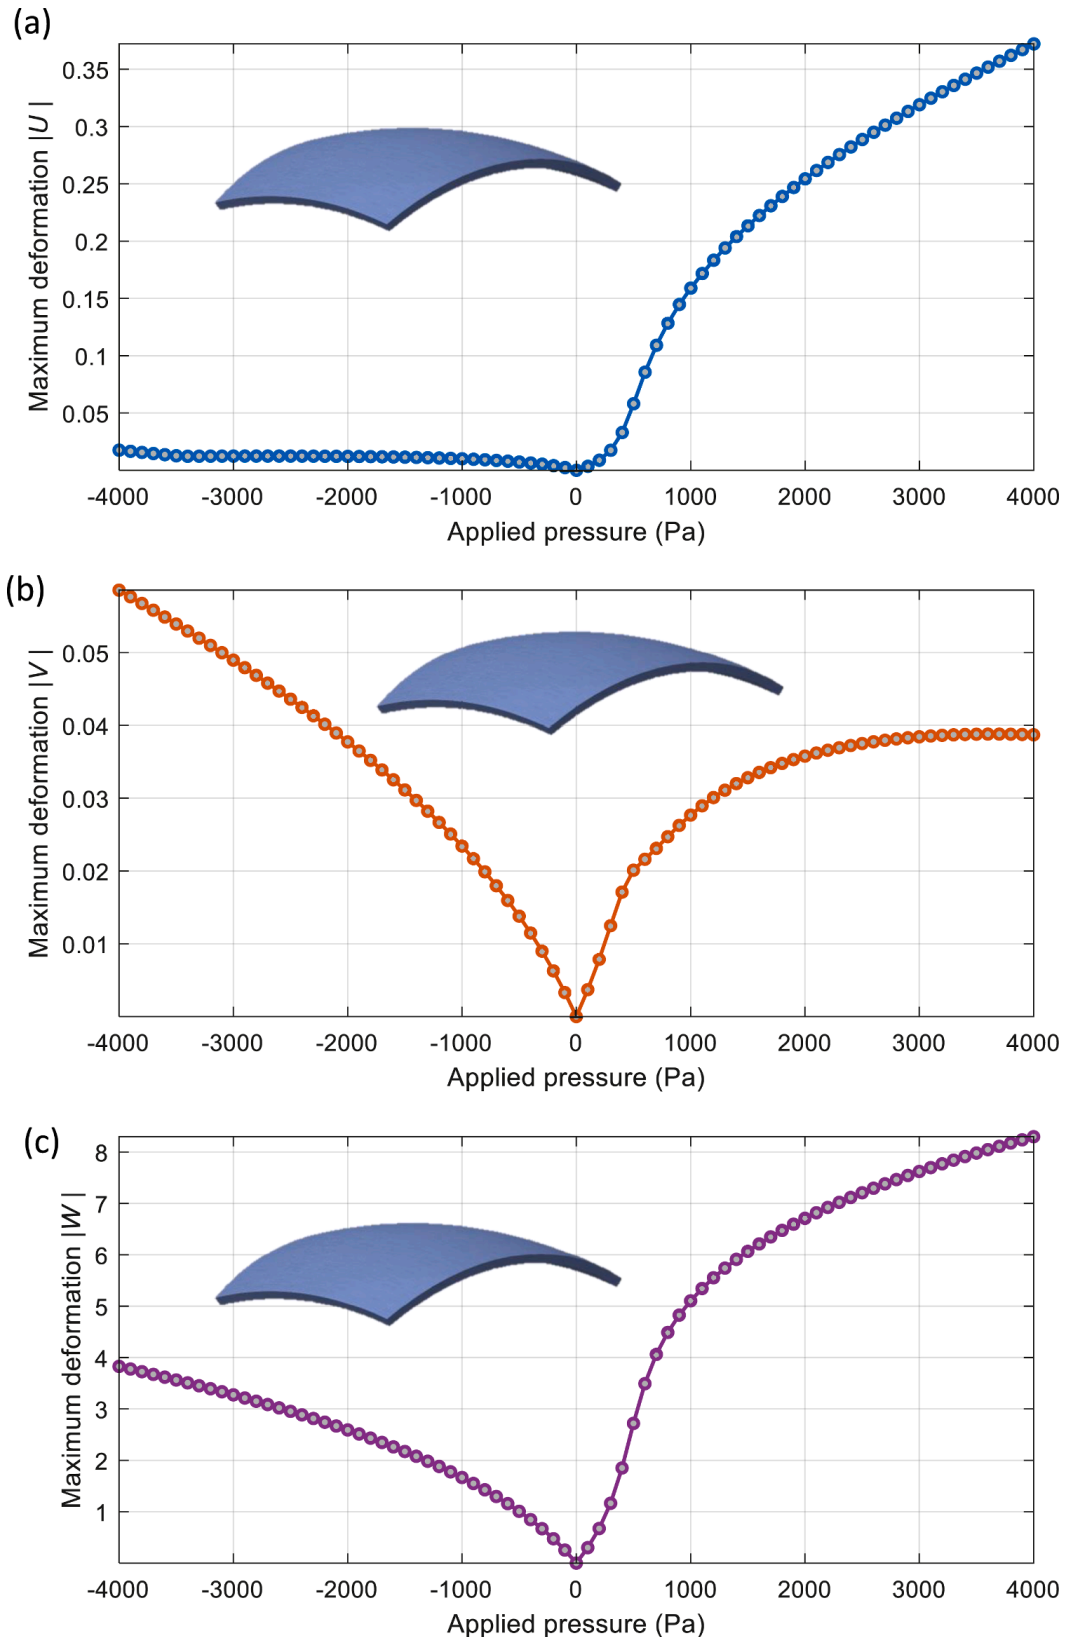 (a)
Maximum deformation |U |
0.35
0.3
0.25
0.2
0.15
0.1
0.05
-4000 -3000 -2000 -1000 0 1000 2000 3000 4000
Applied pressure (Pa)
(b)
Maximum deformation |V |
0.05
0.04
0.03
0.02
0.01
-4000 -3000 -2000 -1000 0 1000 2000 3000 4000
Applied pressure (Pa)
(c)
Maximum deformation |W |
8
7
6
5
4
3
2
1
-4000 -3000 -2000 -1000 0 1000 2000 3000 4000
Applied pressure (Pa)